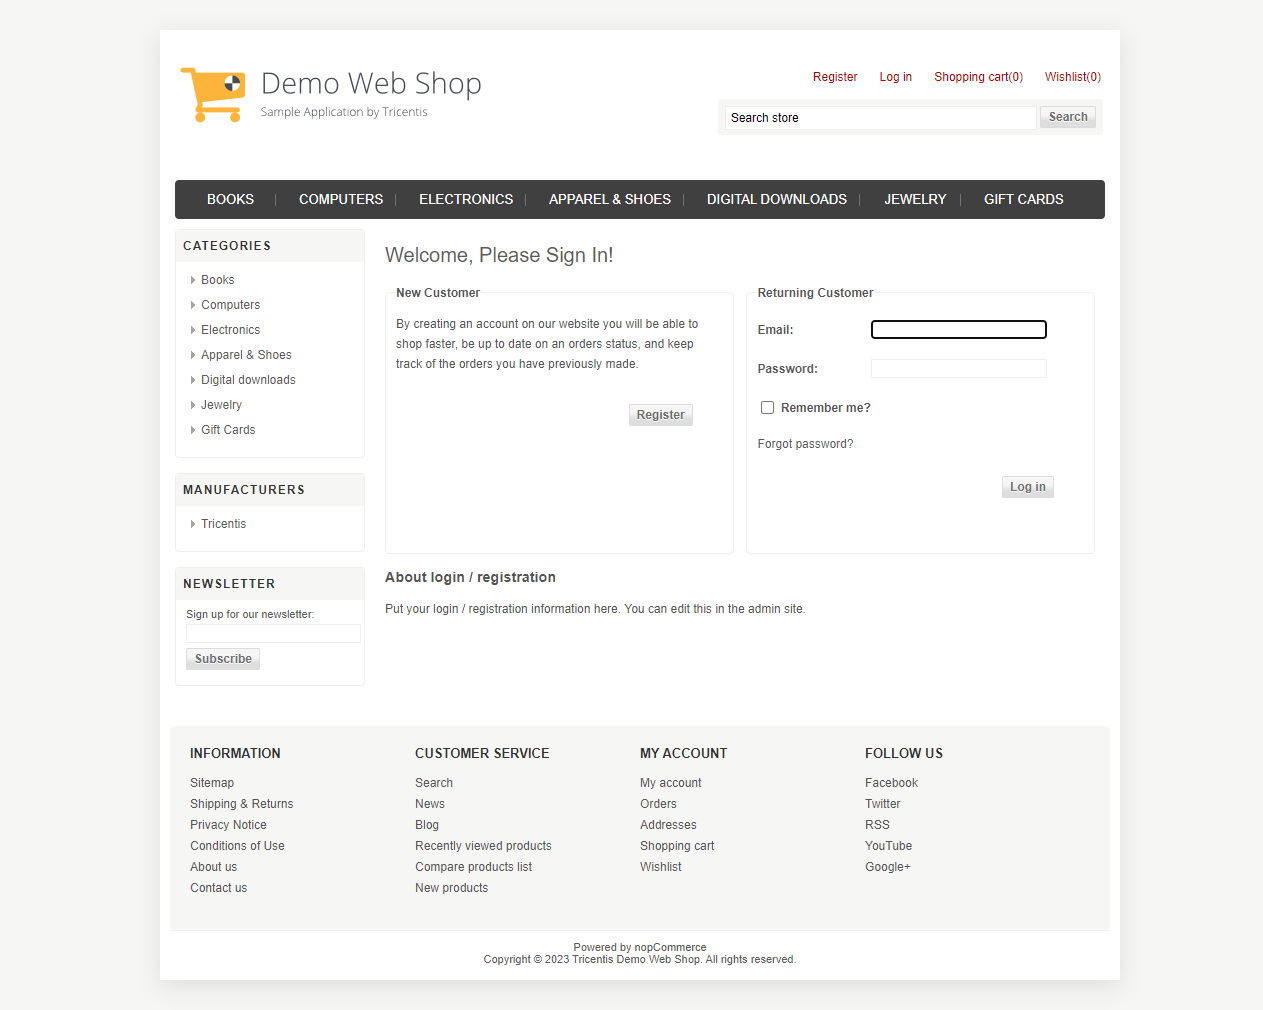 Demo Web Shop
Sample Application by Tricentis
Register Log in Shopping cart(0) Wishlist(0)
Search store Search
BOOKS COMPUTERS ELECTRONICS APPAREL & SHOES DIGITAL DOWNLOADS JEWELRY GIFT CARDS
CATEGORIES
Books
Computers
Electronics
Apparel & Shoes
Digital downloads
Jewelry
Gift Cards
MANUFACTURERS
Tricentis
NEWSLETTER
Sign up for our newsletter:
Subscribe
Welcome, Please Sign In!
New Customer
By creating an account on our website you will be able to
shop faster, be up to date on an orders status, and keep
track of the orders you have previously made.
Register
Returning Customer
Email:
Password:
Remember me?
Forgot password?
Log in
About login / registration
Put your login / registration information here. You can edit this in the admin site.
INFORMATION
Sitemap
Shipping & Returns
Privacy Notice
Conditions of Use
About us
Contact us
CUSTOMER SERVICE
Search
News
Blog
Recently viewed products
Compare products list
New products
MY ACCOUNT
My account
Orders
Addresses
Shopping cart
Wishlist
FOLLOW US
Facebook
Twitter
RSS
YouTube
Google+
Powered by nopCommerce
Copyright © 2023 Tricentis Demo Web Shop. All rights reserved.